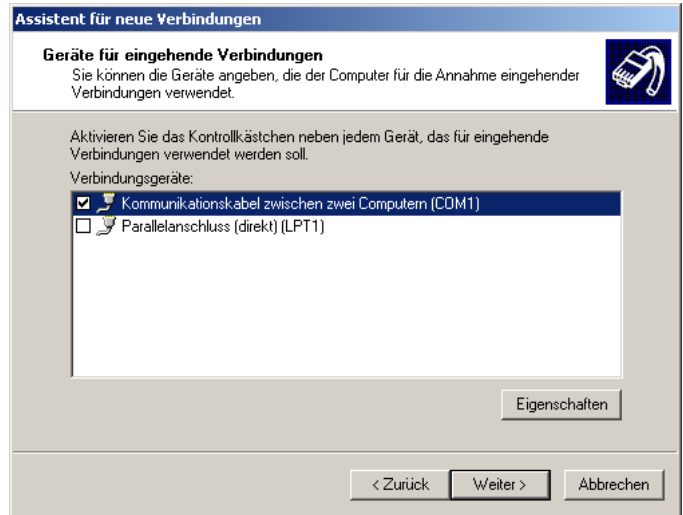 Assistent für neue Verbindungen
Geräte für eingehende Verbindungen
Sie können die Geräte angeben, die der Computer für die Annahme eingehender
Verbindungen verwendet.
Aktivieren Sie das Kontrollkästchen neben jedem Gerät, das für eingehende
Verbindungen verwendet werden soll.
Verbindungsgeräte:
Kommunikationskabel zwischen zwei Computern (COM1)
Parallelanschluss (direkt) (LPT1)
Eigenschaften
< Zurück Weiter > Abbrechen